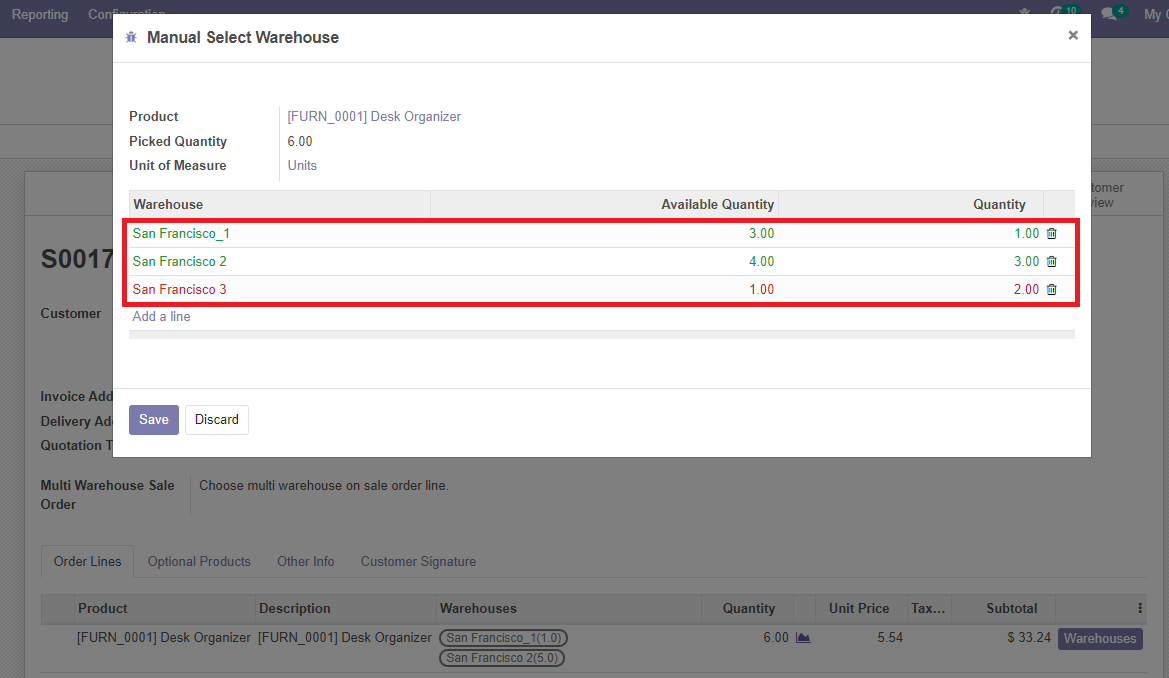 Reporting Configuration 10 4 My
Manual Select Warehouse ×
Product [FURN_0001] Desk Organizer
Picked Quantity 6.00
Unit of Measure Units
Warehouse Available Quantity Quantity
San Francisco_1 3.00 1.00
San Francisco 2 4.00 3.00
San Francisco 3 1.00 2.00
Add a line
Save Discard
S0017
Customer
Invoice Add
Delivery Ad
Quotation T
Multi Warehouse Sale Order Choose multi warehouse on sale order line.
Order Lines Optional Products Other Info Customer Signature
Product Description Warehouses Quantity Unit Price Tax... Subtotal
[FURN_0001] Desk Organizer [FURN_0001] Desk Organizer San Francisco_1(1.0) 6.00 5.54 $ 33.24 Warehouses
San Francisco 2(5.0)